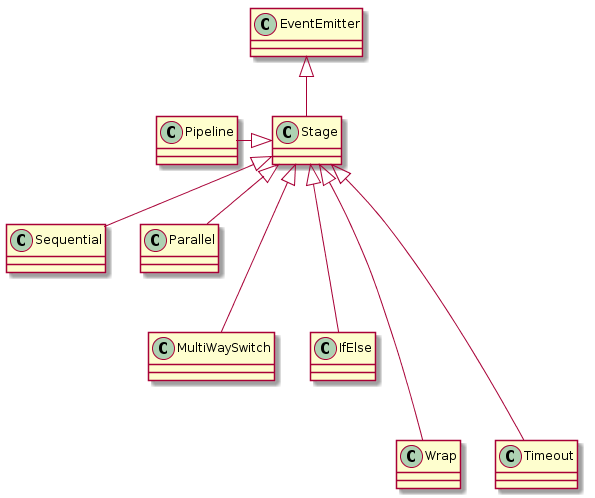 C EventEmitter
C Pipeline
C Stage
C Sequential
C Parallel
C MultiWaySwitch
C IfElse
C Wrap
C Timeout